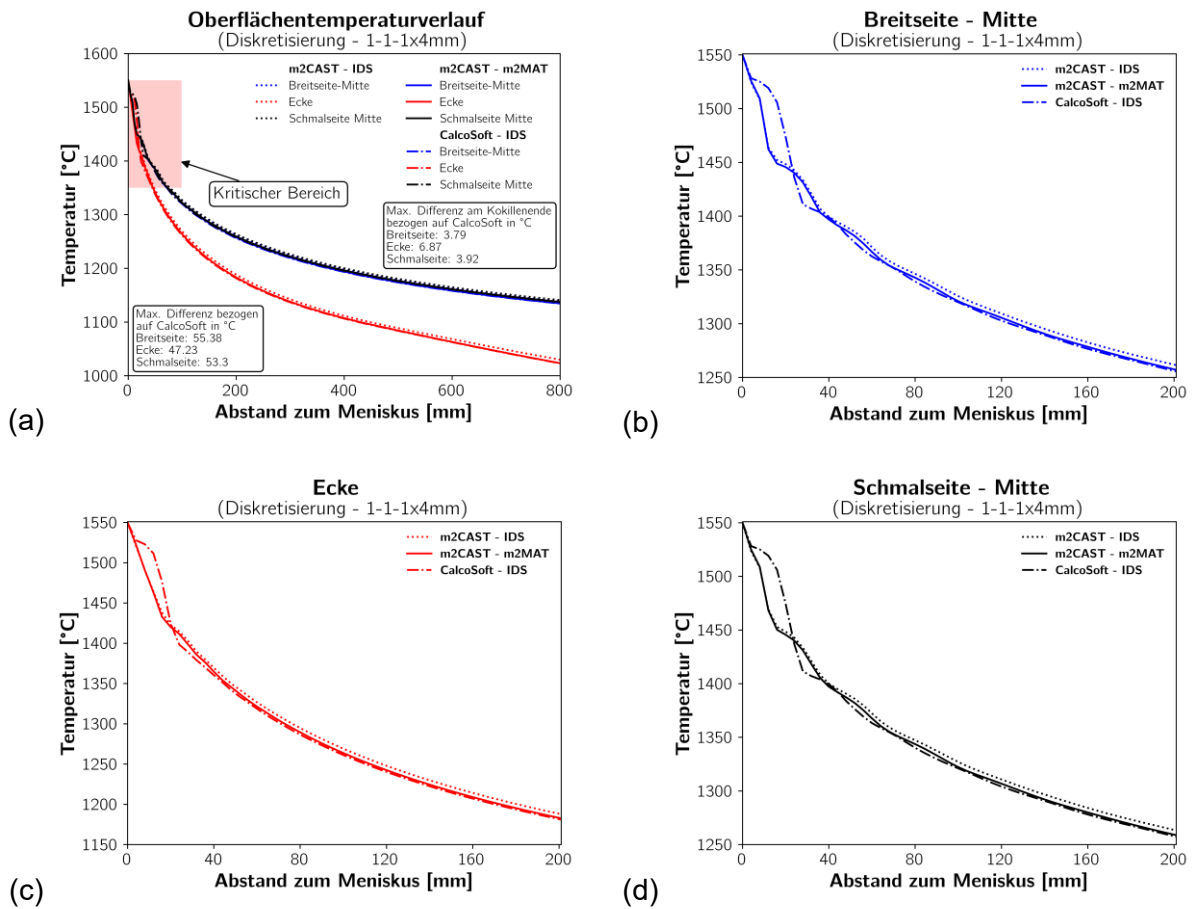 Oberflächentemperaturverlauf
(Diskretisierung - 1-1-1x4mm)
1600
1500
1400
1300
1200
1100
1000
Temperatur [°C]
m2CAST - IDS
Breitseite-Mitte
Ecke
Schmalseite Mitte
m2CAST - m2MAT
Breitseite-Mitte
Ecke
Schmalseite Mitte
CalcoSoft - IDS
Breitseite-Mitte
Ecke
Schmalseite Mitte
Kritischer Bereich
Max. Differenz am Kokillenende
bezogen auf CalcoSoft in °C
Breitseite: 3.79
Ecke: 6.87
Schmalseite: 3.92
Max. Differenz bezogen
auf CalcoSoft in °C
Breitseite: 55.38
Ecke: 47.23
Schmalseite: 53.3
200 400 600 800
Abstand zum Meniskus [mm]
(a)
Breitseite - Mitte
(Diskretisierung - 1-1-1x4mm)
1550
1500
1450
1400
1350
1300
1250
Temperatur [°C]
m2CAST - IDS
m2CAST - m2MAT
CalcoSoft - IDS
0 40 80 120 160 200
Abstand zum Meniskus [mm]
(b)
Ecke
(Diskretisierung - 1-1-1x4mm)
1550
1500
1450
1400
1350
1300
1250
1200
1150
Temperatur [°C]
m2CAST - IDS
m2CAST - m2MAT
CalcoSoft - IDS
0 40 80 120 160 200
Abstand zum Meniskus [mm]
(c)
Schmalseite - Mitte
(Diskretisierung - 1-1-1x4mm)
1550
1500
1450
1400
1350
1300
1250
Temperatur [°C]
m2CAST - IDS
m2CAST - m2MAT
CalcoSoft - IDS
0 40 80 120 160 200
Abstand zum Meniskus [mm]
(d)